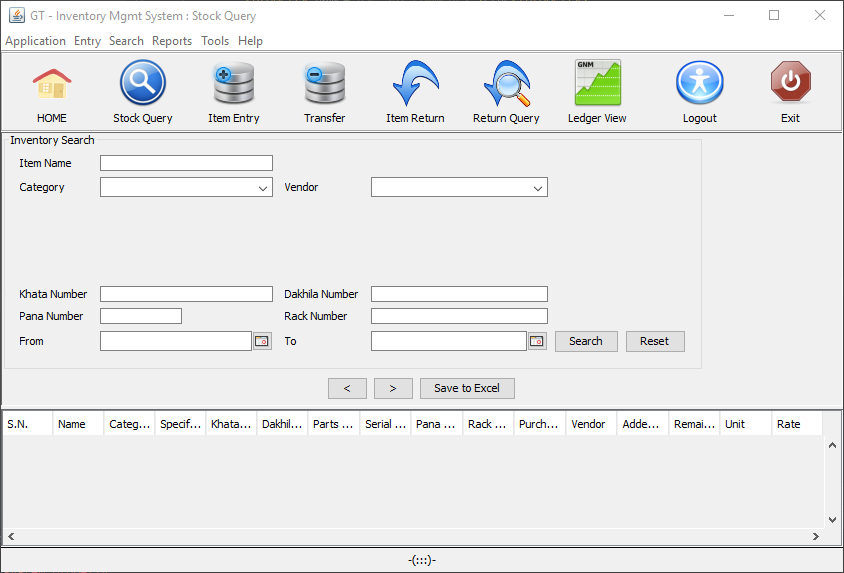 GT - Inventory Mgmt System : Stock Query
Application Entry Search Reports Tools Help
GNM
HOME Stock Query Item Entry Transfer Item Return Return Query Ledger View Logout Exit
Inventory Search
Item Name
Category Vendor
Khata Number Dakhila Number
Pana Number Rack Number
From To Search Reset
< > Save to Excel
S.N. Name Categ... Specif... Khata... Dakhil... Parts ... Serial ... Pana ... Rack ... Purch... Vendor Adde... Remai... Unit Rate
-(:::)-